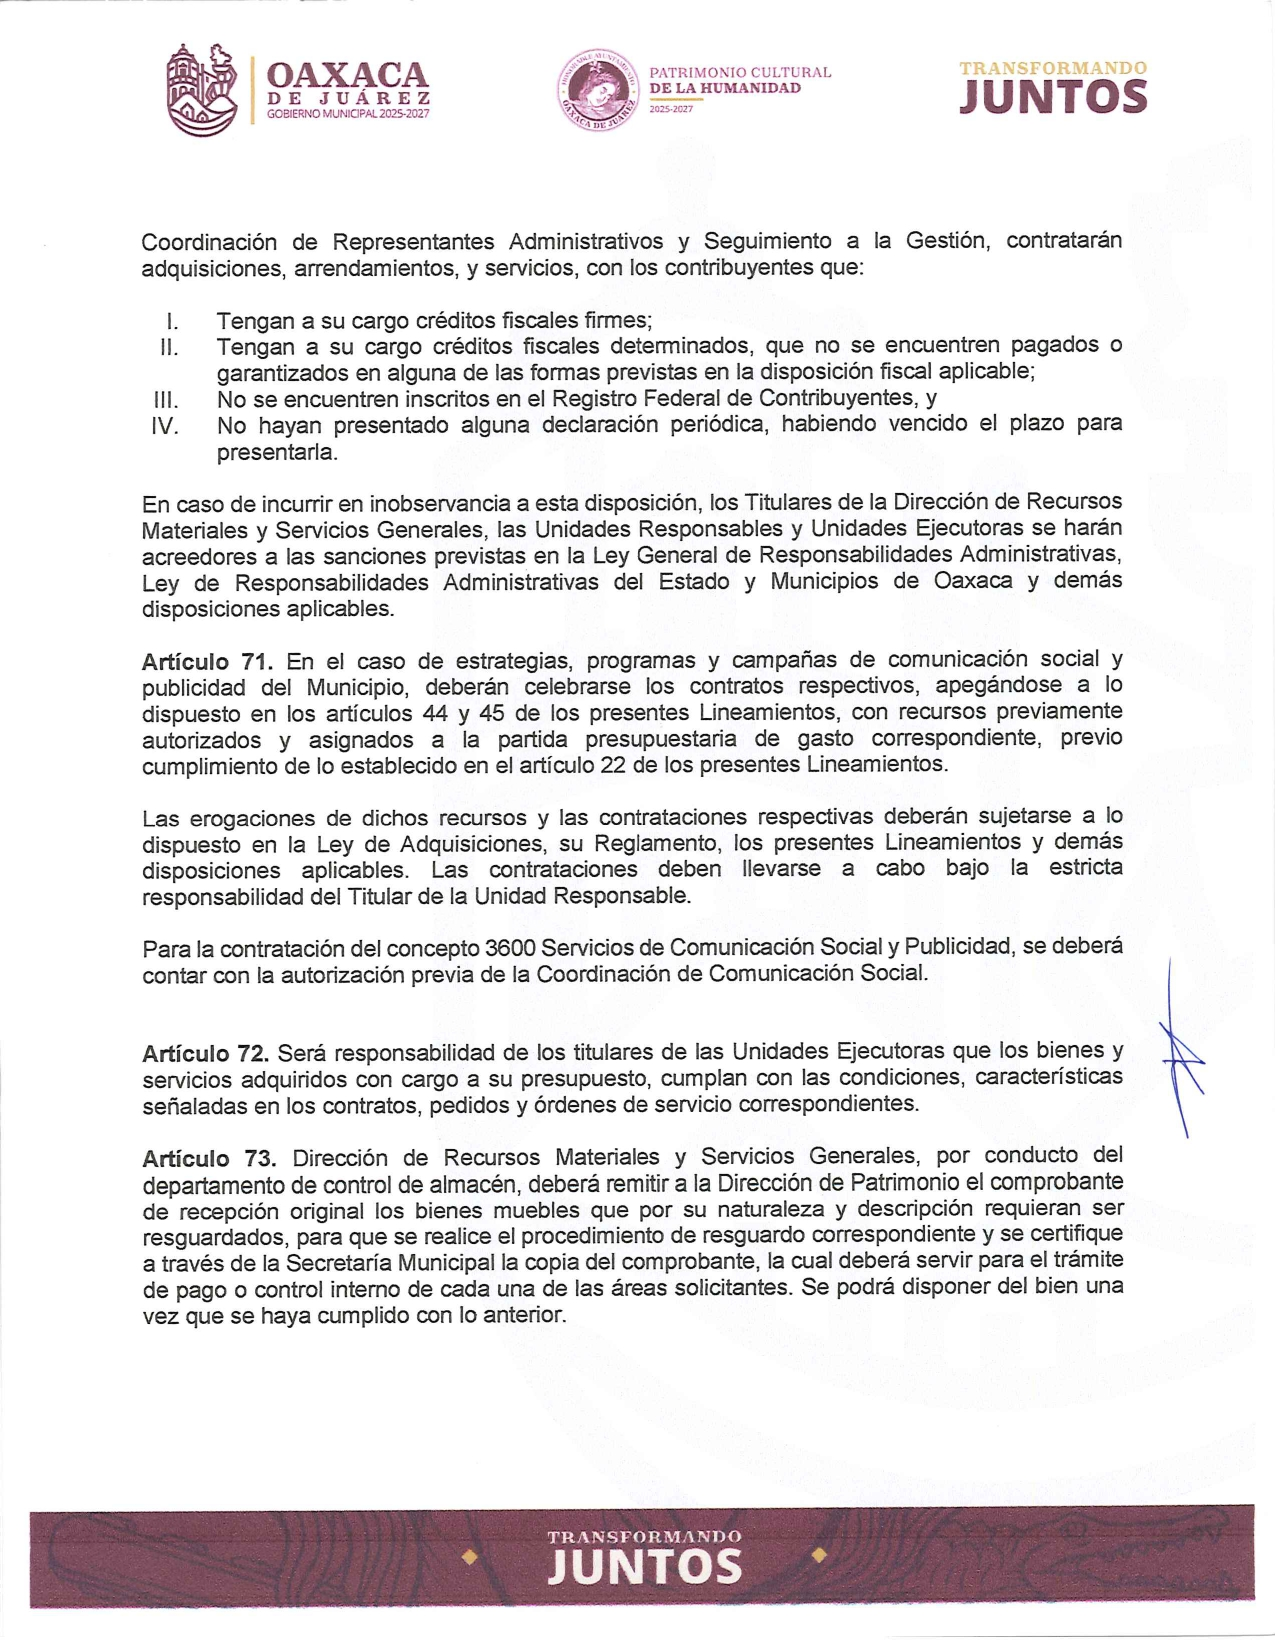 OAXACA
DE JUÁREZ
GOBIERNO MUNICIPAL 2025-2027
PATRIMONIO CULTURAL
DE LA HUMANIDAD
2025-2027
TRANSFORMANDO
JUNTOS
Coordinación de Representantes Administrativos y Seguimiento a la Gestión, contratarán
adquisiciones, arrendamientos, y servicios, con los contribuyentes que:
I. Tengan a su cargo créditos fiscales firmes;
II. Tengan a su cargo créditos fiscales determinados, que no se encuentren pagados o
garantizados en alguna de las formas previstas en la disposición fiscal aplicable;
III. No se encuentren inscritos en el Registro Federal de Contribuyentes, y
IV. No hayan presentado alguna declaración periódica, habiendo vencido el plazo para
presentarla.
En caso de incurrir en inobservancia a esta disposición, los Titulares de la Dirección de Recursos
Materiales y Servicios Generales, las Unidades Responsables y Unidades Ejecutoras se harán
acreedores a las sanciones previstas en la Ley General de Responsabilidades Administrativas,
Ley de Responsabilidades Administrativas del Estado y Municipios de Oaxaca y demás
disposiciones aplicables.
Artículo 71. En el caso de estrategias, programas y campañas de comunicación social y
publicidad del Municipio, deberán celebrarse los contratos respectivos, apegándose a lo
dispuesto en los artículos 44 y 45 de los presentes Lineamientos, con recursos previamente
autorizados y asignados a la partida presupuestaria de gasto correspondiente, previo
cumplimiento de lo establecido en el artículo 22 de los presentes Lineamientos.
Las erogaciones de dichos recursos y las contrataciones respectivas deberán sujetarse a lo
dispuesto en la Ley de Adquisiciones, su Reglamento, los presentes Lineamientos y demás
disposiciones aplicables. Las contrataciones deben llevarse a cabo bajo la estricta
responsabilidad del Titular de la Unidad Responsable.
Para la contratación del concepto 3600 Servicios de Comunicación Social y Publicidad, se deberá
contar con la autorización previa de la Coordinación de Comunicación Social.
Artículo 72. Será responsabilidad de los titulares de las Unidades Ejecutoras que los bienes y
servicios adquiridos con cargo a su presupuesto, cumplan con las condiciones, características
señaladas en los contratos, pedidos y órdenes de servicio correspondientes.
Artículo 73. Dirección de Recursos Materiales y Servicios Generales, por conducto del
departamento de control de almacén, deberá remitir a la Dirección de Patrimonio el comprobante
de recepción original los bienes muebles que por su naturaleza y descripción requieran ser
resguardados, para que se realice el procedimiento de resguardo correspondiente y se certifique
a través de la Secretaría Municipal la copia del comprobante, la cual deberá servir para el trámite
de pago o control interno de cada una de las áreas solicitantes. Se podrá disponer del bien una
vez que se haya cumplido con lo anterior.
TRANSFORMANDO
JUNTOS